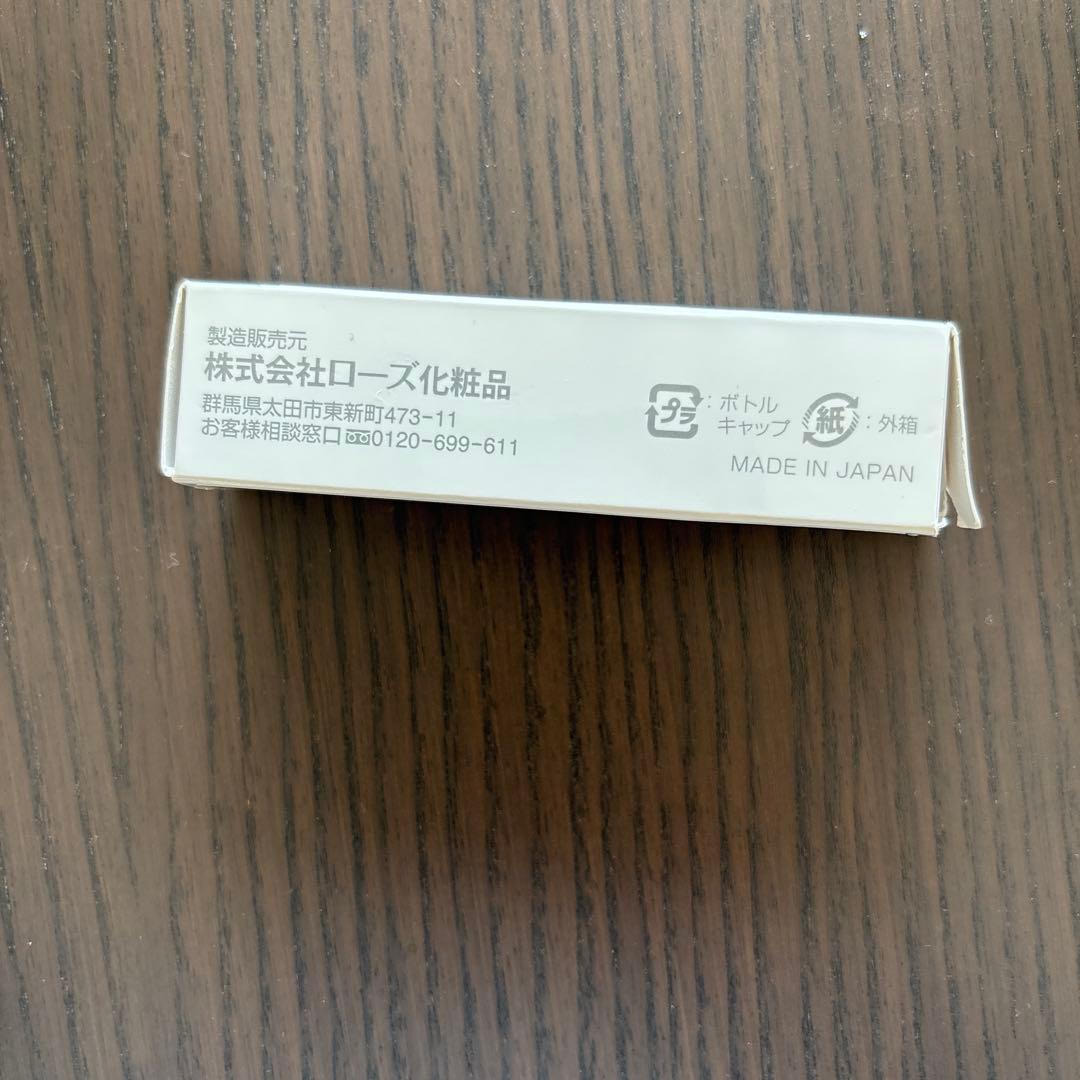 製造販売元
株式会社ローズ化粧品
群馬県太田市東新町473-11
お客様相談窓口 0120-699-611
プラ : ボトル
キャップ
紙 : 外箱
MADE IN JAPAN